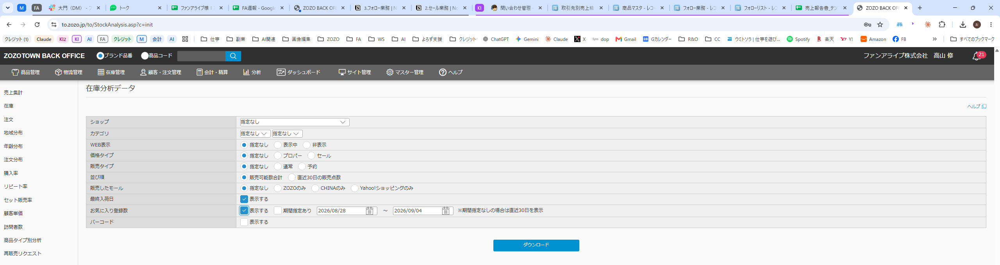 M
FA
大門（DM） - フ
トーク
ファンアライブ様：
FA週報 - Google
ZOZO BACK OFF
3.フォロー業務 | N
2.セール業務 | No
KI
問い合わせ管理 -
取引先別売上積
商品マスタ - レコー
フォロー業務 - レコ
フォローリスト - レコ
売上報告書_テン
ZOZO BACK OFF
to.zozo.jp/to/StockAnalysis.asp?c=init
お
クレジット (1)
Claude
KI2
KI
AI
FA
クレジット
M
会計
AI
仕事
副業
AI関連
画像編集
ZOZO
FA
WS
AI
よろず支援
クレジット
ChatGPT
Gemini
Claude
X
Sync dop
Gmail
28 Gカレンダー
R&O
CC
ウミトソラ | 仕事を遊び...
Spotify
R 楽天
Y! Y!
Amazon
FB
すべてのブックマーク
ZOZOTOWN BACK OFFICE
ブランド品番
商品コード
ファンアライブ株式会社 高山 修
21
商品管理
物流管理
在庫管理
顧客・注文管理
会計・精算
分析
ダッシュボード
サイト管理
マスター管理
ヘルプ
売上集計
在庫
注文
地域分布
年齢分布
注文分布
購入率
リピート率
セット販売率
顧客単価
訪問者数
商品タイプ別分析
再販売リクエスト
在庫分析データ
ヘルプ
ショップ 指定なし
カテゴリ 指定なし 指定なし
WEB表示 指定なし 表示中 非表示
価格タイプ 指定なし プロパー セール
販売タイプ 指定なし 通常 予約
並び順 販売可能数合計 直近30日の販売点数
販売したモール 指定なし ZOZOのみ CHINAのみ Yahoo!ショッピングのみ
最終入荷日 表示する
お気に入り登録数 表示する 期間指定あり 2026/08/28 ～ 2026/09/04 ※期間指定なしの場合は直近30日を表示
バーコード 表示する
ダウンロード